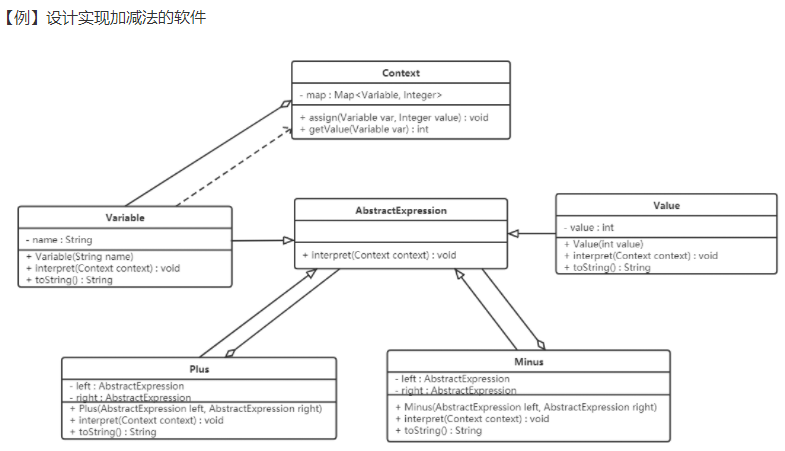 【例】设计实现加减法的软件
Context
- map : Map<Variable, Integer>
+ assign(Variable var, Integer value) : void
+ getValue(Variable var) : int
Variable
- name : String
+ Variable(String name)
+ interpret(Context context) : void
+ toString() : String
AbstractExpression
+ interpret(Context context) : void
Value
- value : int
+ Value(int value)
+ interpret(Context context) : void
+ toString() : String
Plus
- left : AbstractExpression
- right : AbstractExpression
+ Plus(AbstractExpression left, AbstractExpression right)
+ interpret(Context context) : void
+ toString() : String
Minus
- left : AbstractExpression
- right : AbstractExpression
+ Minus(AbstractExpression left, AbstractExpression right)
+ interpret(Context context) : void
+ toString() : String